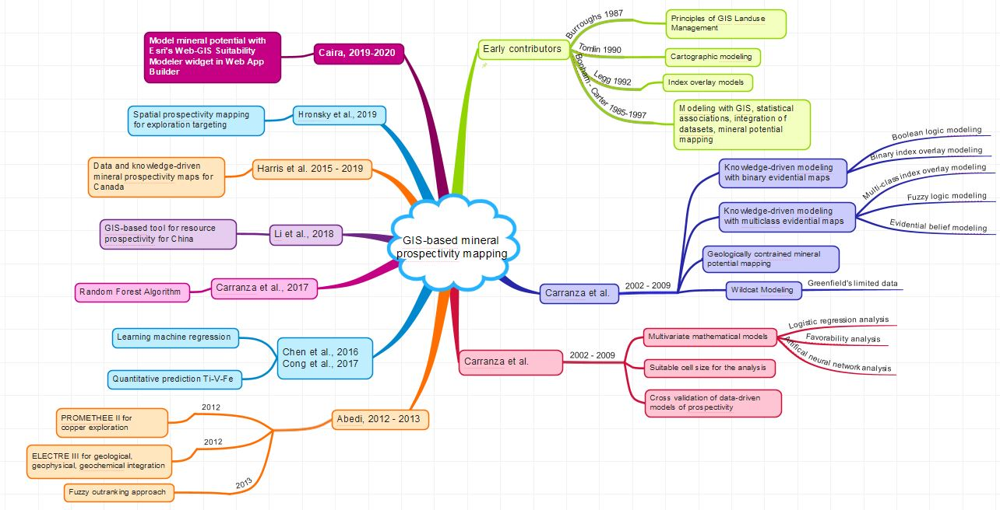 GIS-based mineral
prospectivity mapping
Early contributors
Burroughs 1987
Principles of GIS Landuse
Management
Tomlin 1990
Cartographic modeling
Legg 1992
Index overlay models
Bonham - Carter 1985-1997
Modeling with GIS, statistical
associations, integration of
datasets, mineral potential
mapping
Carranza et al.
2002 - 2009
Knowledge-driven modeling
with binary evidential maps
Boolean logic modeling
Binary index overlay modeling
Knowledge-driven modeling
with multiclass evidential maps
Multi-class index overlay modeling
Fuzzy logic modeling
Evidential belief modeling
Geologically contrained mineral
potential mapping
Wildcat Modeling
Greenfield's limited data
Carranza et al.
2002 - 2009
Multivariate mathematical models
Logistic regression analysis
Favorability analysis
Artifical neural network analysis
Suitable cell size for the analysis
Cross validation of data-driven
models of prospectivity
Abedi, 2012 - 2013
2012
PROMETHEE II for
copper exploration
2012
ELECTRE III for geological,
geophysical, geochemical integration
2013
Fuzzy outranking approach
Chen et al., 2016
Cong et al., 2017
Learning machine regression
Quantitative prediction Ti-V-Fe
Carranza et al., 2017
Random Forest Algorithm
Li et al., 2018
GIS-based tool for resource
prospectivity for China
Harris et al. 2015 - 2019
Data and knowledge-driven
mineral prospectivity maps for
Canada
Hronsky et al., 2019
Spatial prospectivity mapping
for exploration targeting
Caira, 2019-2020
Model mineral potential with
Esri's Web-GIS Suitability
Modeler widget in Web App
Builder